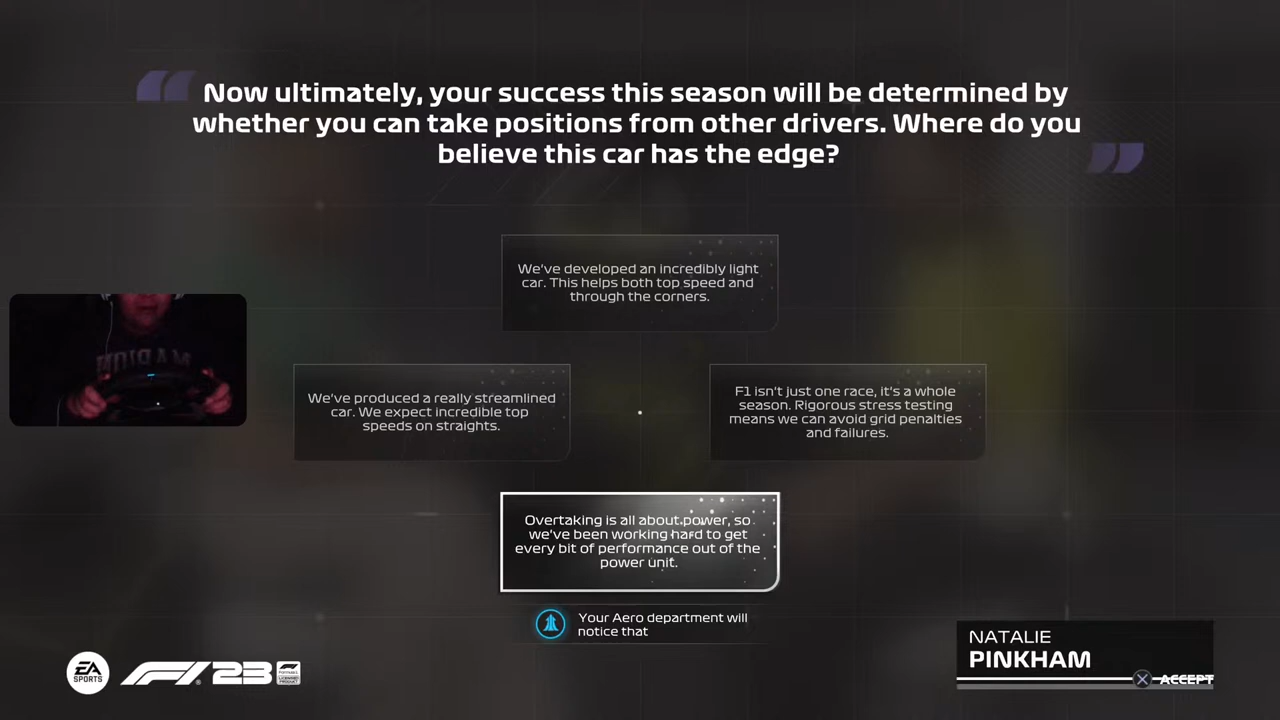 Now ultimately, your success this season will be determined by
whether you can take positions from other drivers. Where do you
believe this car has the edge?
We've developed an incredibly light
car. This helps both top speed and
through the corners.
We've produced a really streamlined
car. We expect incredible top
speeds on straights.
F1 isn't just one race, it's a whole
season. Rigorous stress testing
means we can avoid grid penalties
and failures.
Overtaking is all about power, so
we've been working hard to get
every bit of performance out of the
power unit.
Your Aero department will
notice that
NATALIE
PINKHAM
ACCEPT
EA
SPORTS
F1 23